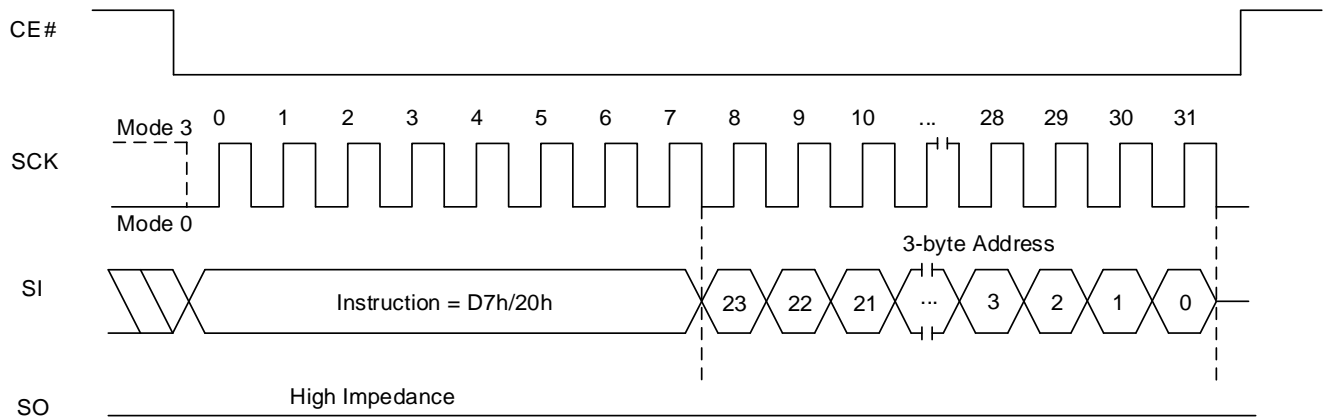 CE#
0 1 2 3 4 5 6 7 8 9 10 ... 28 29 30 31
Mode 3
SCK
Mode 0
3-byte Address
SI
Instruction = D7h/20h 23 22 21 ... 3 2 1 0
High Impedance
SO